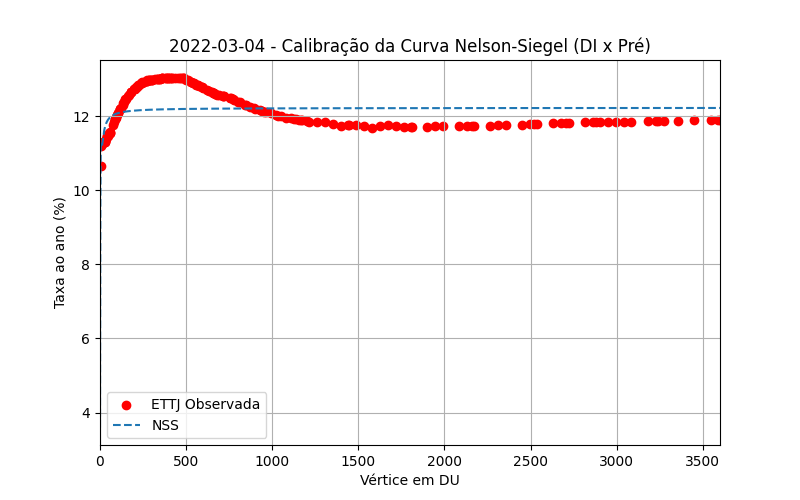 2022-03-04 - Calibração da Curva Nelson-Siegel (DI x Pré)
Taxa ao ano (%)
12
10
8
6
4
ETTJ Observada
NSS
0
500
1000
1500
2000
2500
3000
3500
Vértice em DU